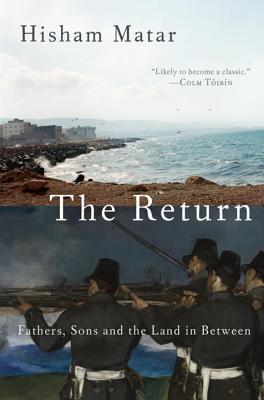 Hisham Matar
"Likely to become a classic."
—COLM TÓIBÍN
The Return
Fathers, Sons and the Land in Between